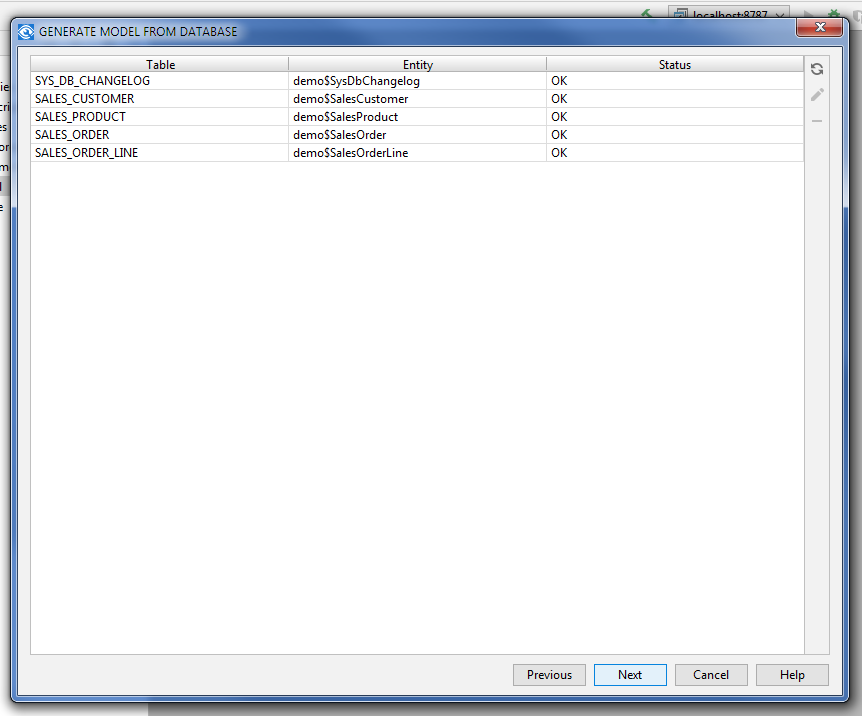 localhost:8787
GENERATE MODEL FROM DATABASE
Table Entity Status
SYS_DB_CHANGELOG demo$SysDbChangelog OK
SALES_CUSTOMER demo$SalesCustomer OK
SALES_PRODUCT demo$SalesProduct OK
SALES_ORDER demo$SalesOrder OK
SALES_ORDER_LINE demo$SalesOrderLine OK
Previous Next Cancel Help